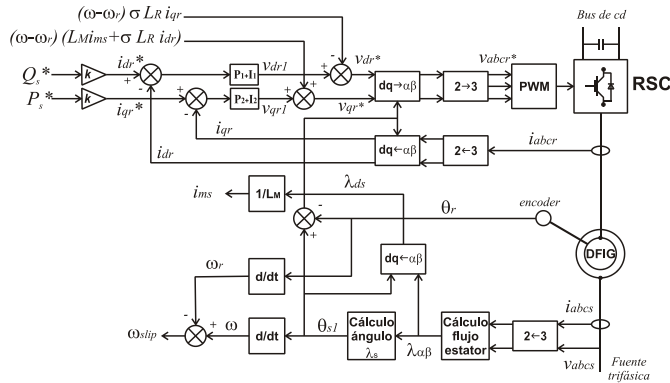 (ω-ωr) σ LR iqr
Bus de cd
(ω-ωr) (LMims+σ LR idr)
Qs* k idr* + - P1+I1 vdr1 - + vdr* dq→αβ 2→3 vabcr* PWM RSC
Ps* k iqr* + - P2+I2 vqr1 + + vqr*
iqr
idr dq←αβ 2←3 iabcr
ims 1/LM λds
- + θr encoder
DFIG
ωr d/dt dq←αβ
ωslip - + ω d/dt θs1 Cálculo ángulo λs λαβ Cálculo flujo estator 2←3 iabcs
vabcs
Fuente trifásica